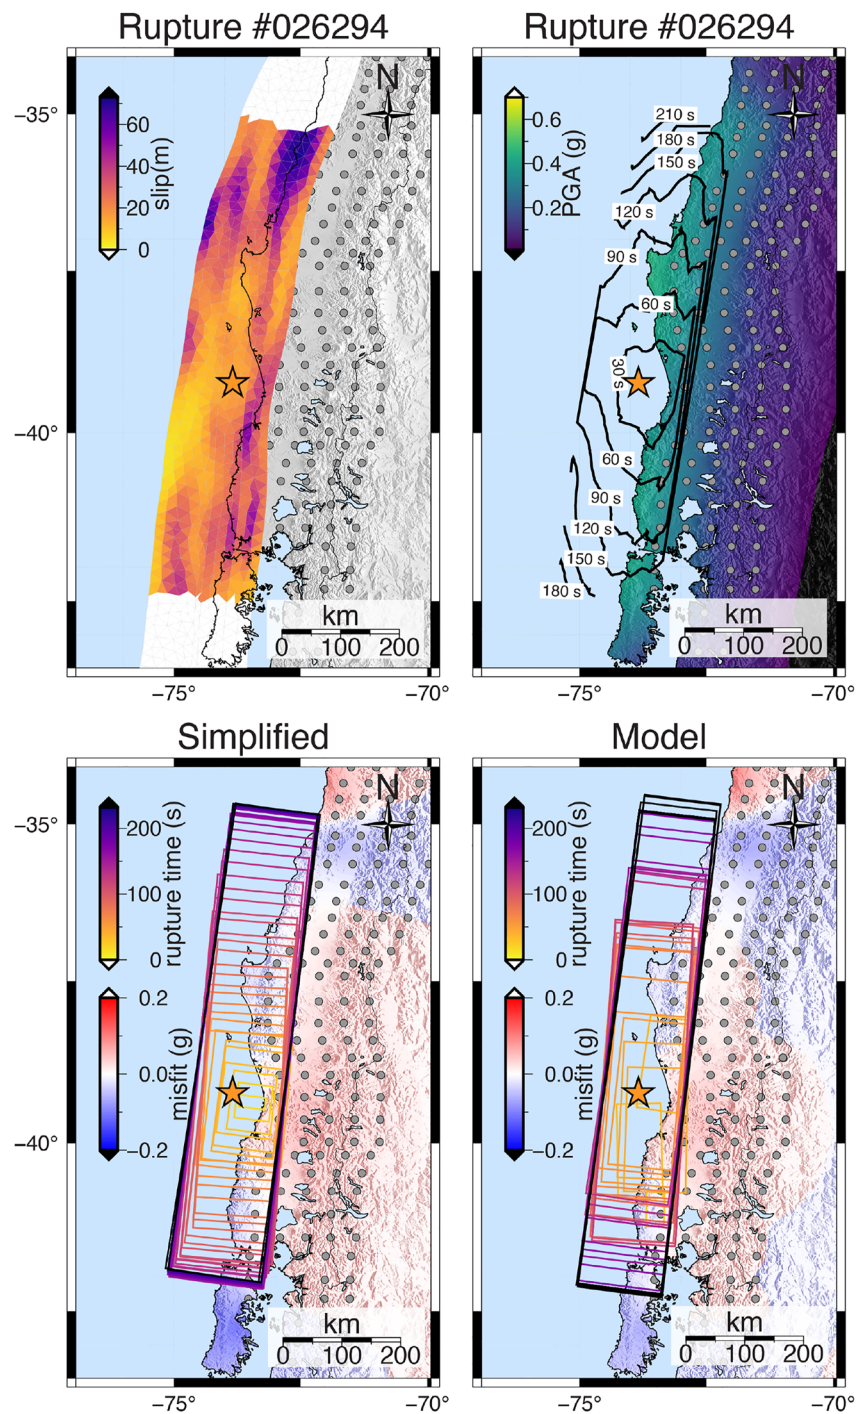 Rupture #026294
N
−35°
−40°
60
40
20
0
slip(m)
km
0 100 200
−75° −70°
Rupture #026294
N
0.6
0.4
0.2
PGA (g)
210 s
180 s
150 s
120 s
90 s
60 s
30 s
60 s
90 s
120 s
150 s
180 s
km
0 100 200
−75° −70°
Simplified
N
−35°
−40°
200
100
0
rupture time (s)
0.2
0.0
−0.2
misfit (g)
km
0 100 200
−75° −70°
Model
N
200
100
0
rupture time (s)
0.2
0.0
−0.2
misfit (g)
km
0 100 200
−75° −70°